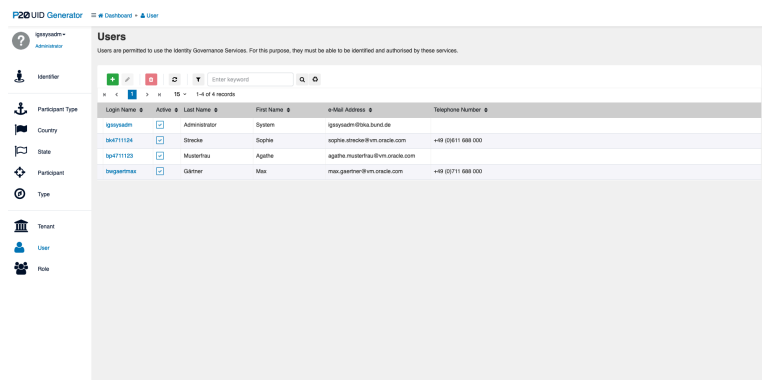 P20 UID Generator
Dashboard
User
igssysadm
Administrator
Identifier
Participant Type
Country
State
Participant
Type
Tenant
User
Role
Users
Users are permitted to use the Identity Governance Services. For this purpose, they must be able to be identified and authorised by these services.
Enter keyword
1 15 1-4 of 4 records
Login Name Active Last Name First Name e-Mail Address Telephone Number
igssysadm Administrator System igssysadm@bka.bund.de
bk4711124 Strecke Sophie sophie.strecke@vm.oracle.com +49 (0)611 688 000
bp4711123 Musterfrau Agathe agathe.musterfrau@vm.oracle.com
bwgaertmax Gärtner Max max.gaertner@vm.oracle.com +49 (0)711 688 000